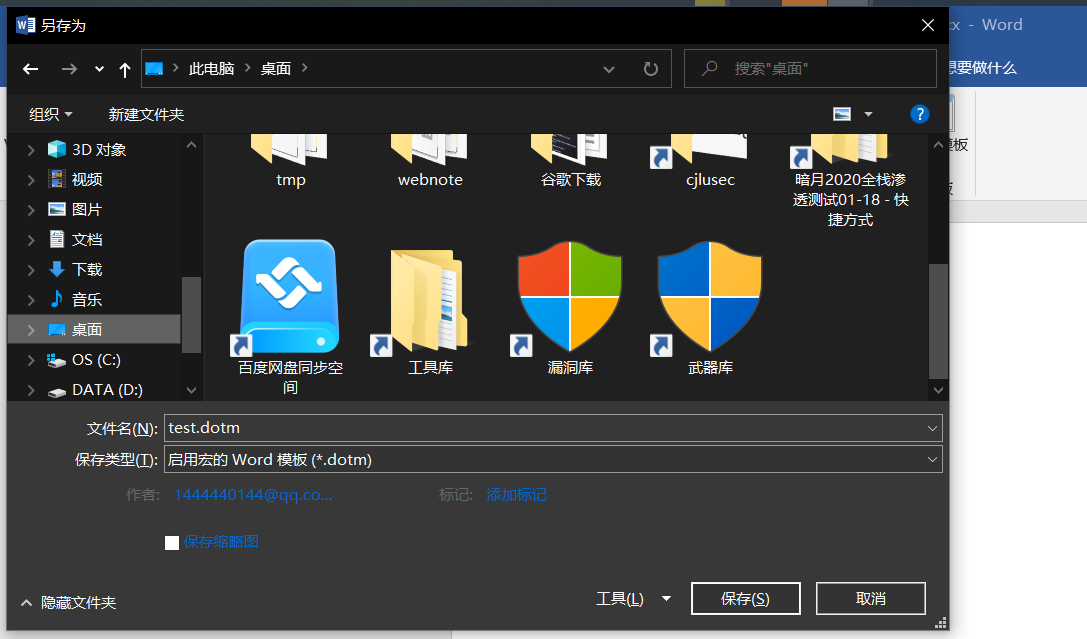 另存为
x - Word
此电脑 桌面
搜索"桌面"
想要做什么
组织 新建文件夹
?
3D 对象
视频
图片
文档
下载
音乐
桌面
OS (C:)
DATA (D:)
tmp
webnote
谷歌下载
cjlusec
暗月2020全栈渗
透测试01-18 - 快
捷方式
模板
百度网盘同步空
间
工具库
漏洞库
武器库
文件名(N): test.dotm
保存类型(T): 启用宏的 Word 模板 (*.dotm)
作者: 1444440144@qq.co... 标记: 添加标记
保存缩略图
隐藏文件夹
工具(L) 保存(S) 取消